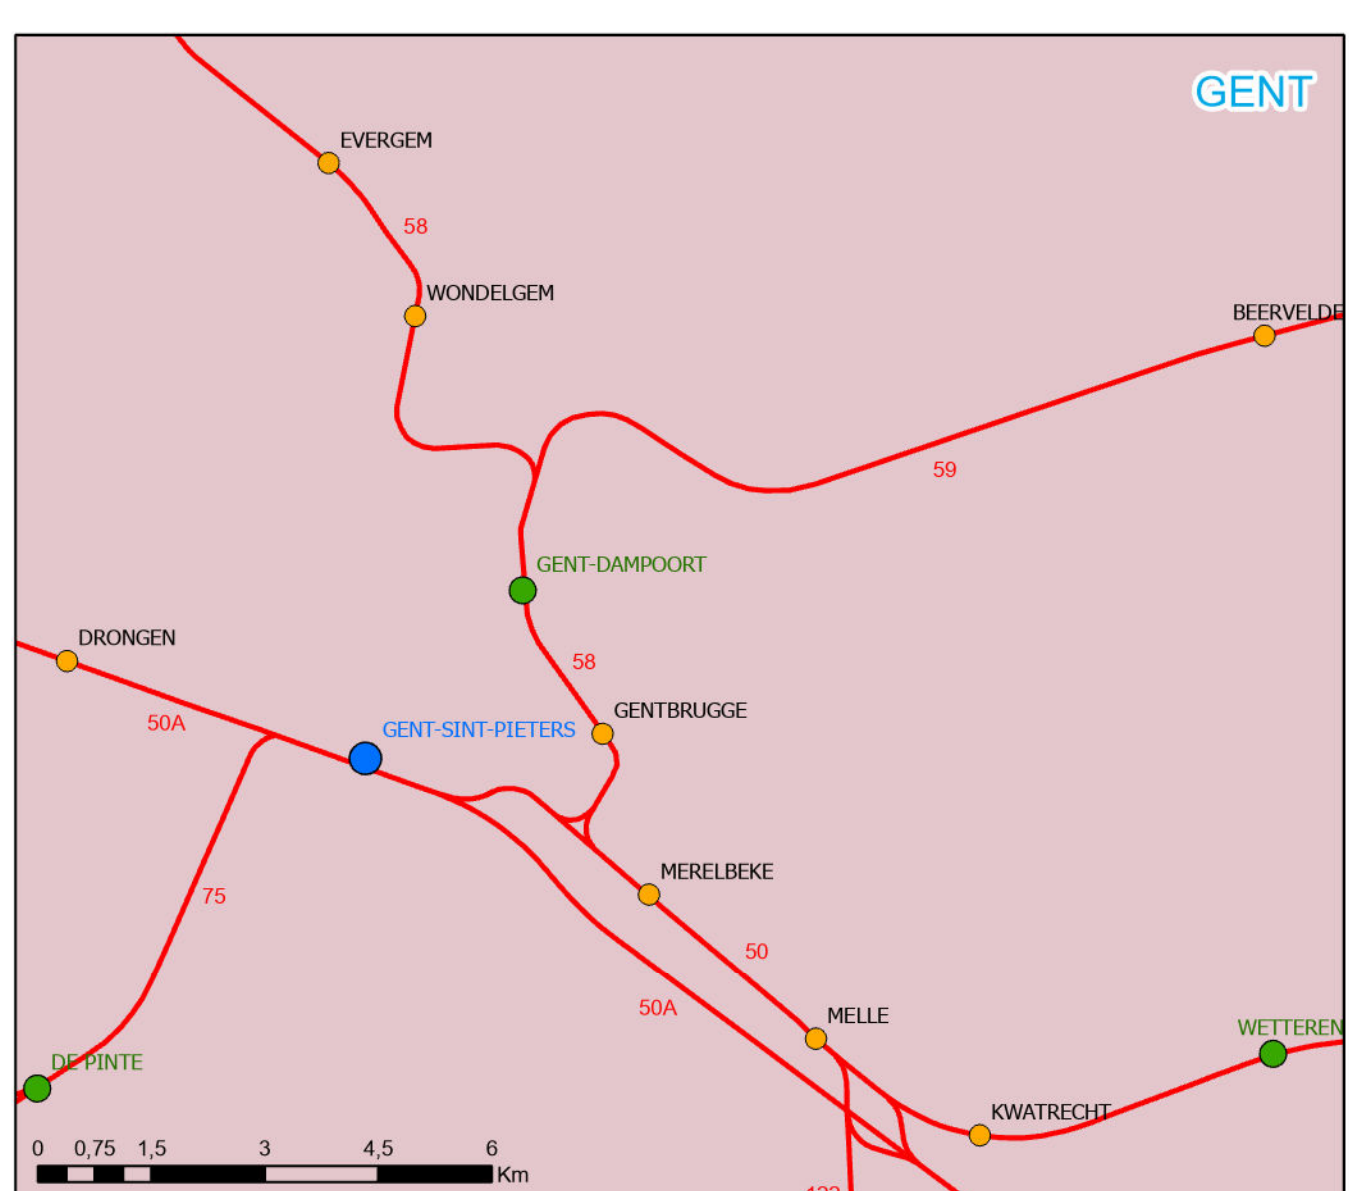 GENT
EVERGEM
58
WONDELGEM
BEERVELDE
59
GENT-DAMPOORT
DRONGEN
58
GENTBRUGGE
50A
GENT-SINT-PIETERS
MERELBEKE
75
50
50A
MELLE
WETTEREN
DE PINTE
KWATRECHT
0 0,75 1,5 3 4,5 6
Km